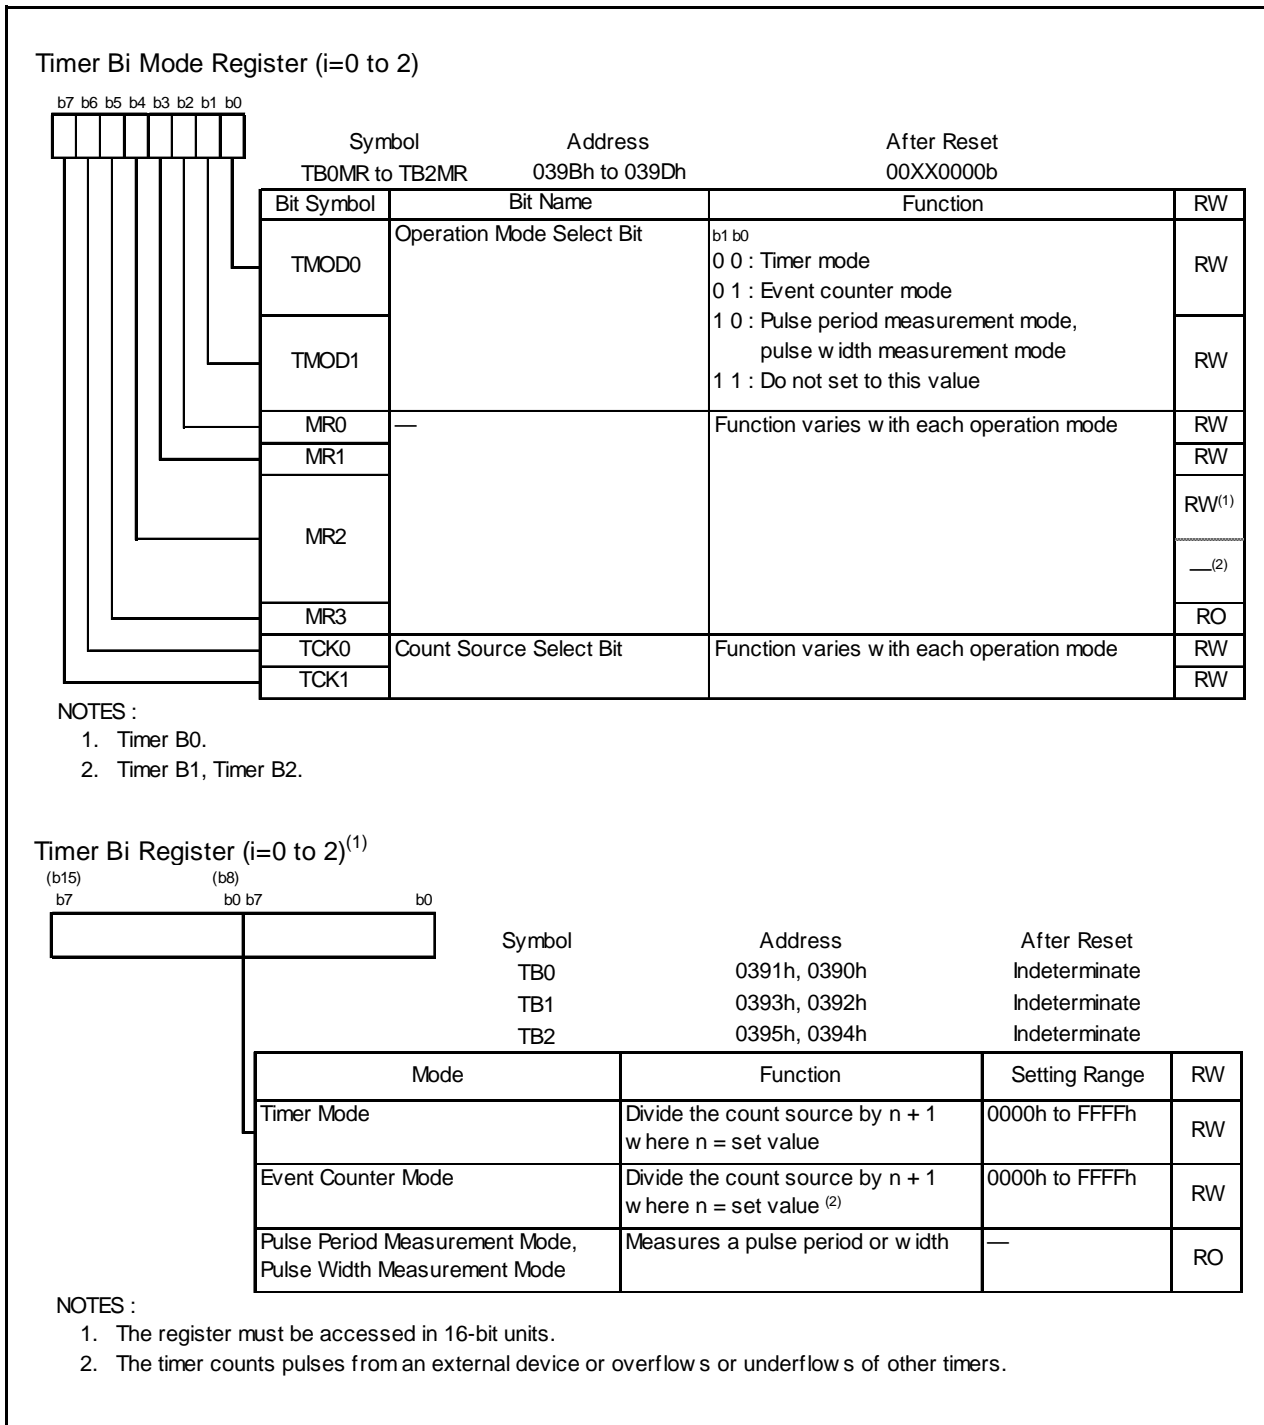 Timer Bi Mode Register (i=0 to 2)
b7 b6 b5 b4 b3 b2 b1 b0
Symbol Address After Reset
TB0MR to TB2MR 039Bh to 039Dh 00XX0000b
Bit Symbol Bit Name Function RW
TMOD0 Operation Mode Select Bit b1 b0
0 0 : Timer mode RW
0 1 : Event counter mode
TMOD1 1 0 : Pulse period measurement mode,
pulse width measurement mode RW
1 1 : Do not set to this value
MR0 — Function varies with each operation mode RW
MR1 RW
MR2 RW(1)
—(2)
MR3 RO
TCK0 Count Source Select Bit Function varies with each operation mode RW
TCK1 RW
NOTES :
1. Timer B0.
2. Timer B1, Timer B2.
Timer Bi Register (i=0 to 2)(1)
(b15) (b8)
b7 b0 b7 b0
Symbol Address After Reset
TB0 0391h, 0390h Indeterminate
TB1 0393h, 0392h Indeterminate
TB2 0395h, 0394h Indeterminate
Mode Function Setting Range RW
Timer Mode Divide the count source by n + 1 0000h to FFFFh RW
where n = set value
Event Counter Mode Divide the count source by n + 1 0000h to FFFFh RW
where n = set value (2)
Pulse Period Measurement Mode, Measures a pulse period or width — RO
Pulse Width Measurement Mode
NOTES :
1. The register must be accessed in 16-bit units.
2. The timer counts pulses from an external device or overflows or underflows of other timers.